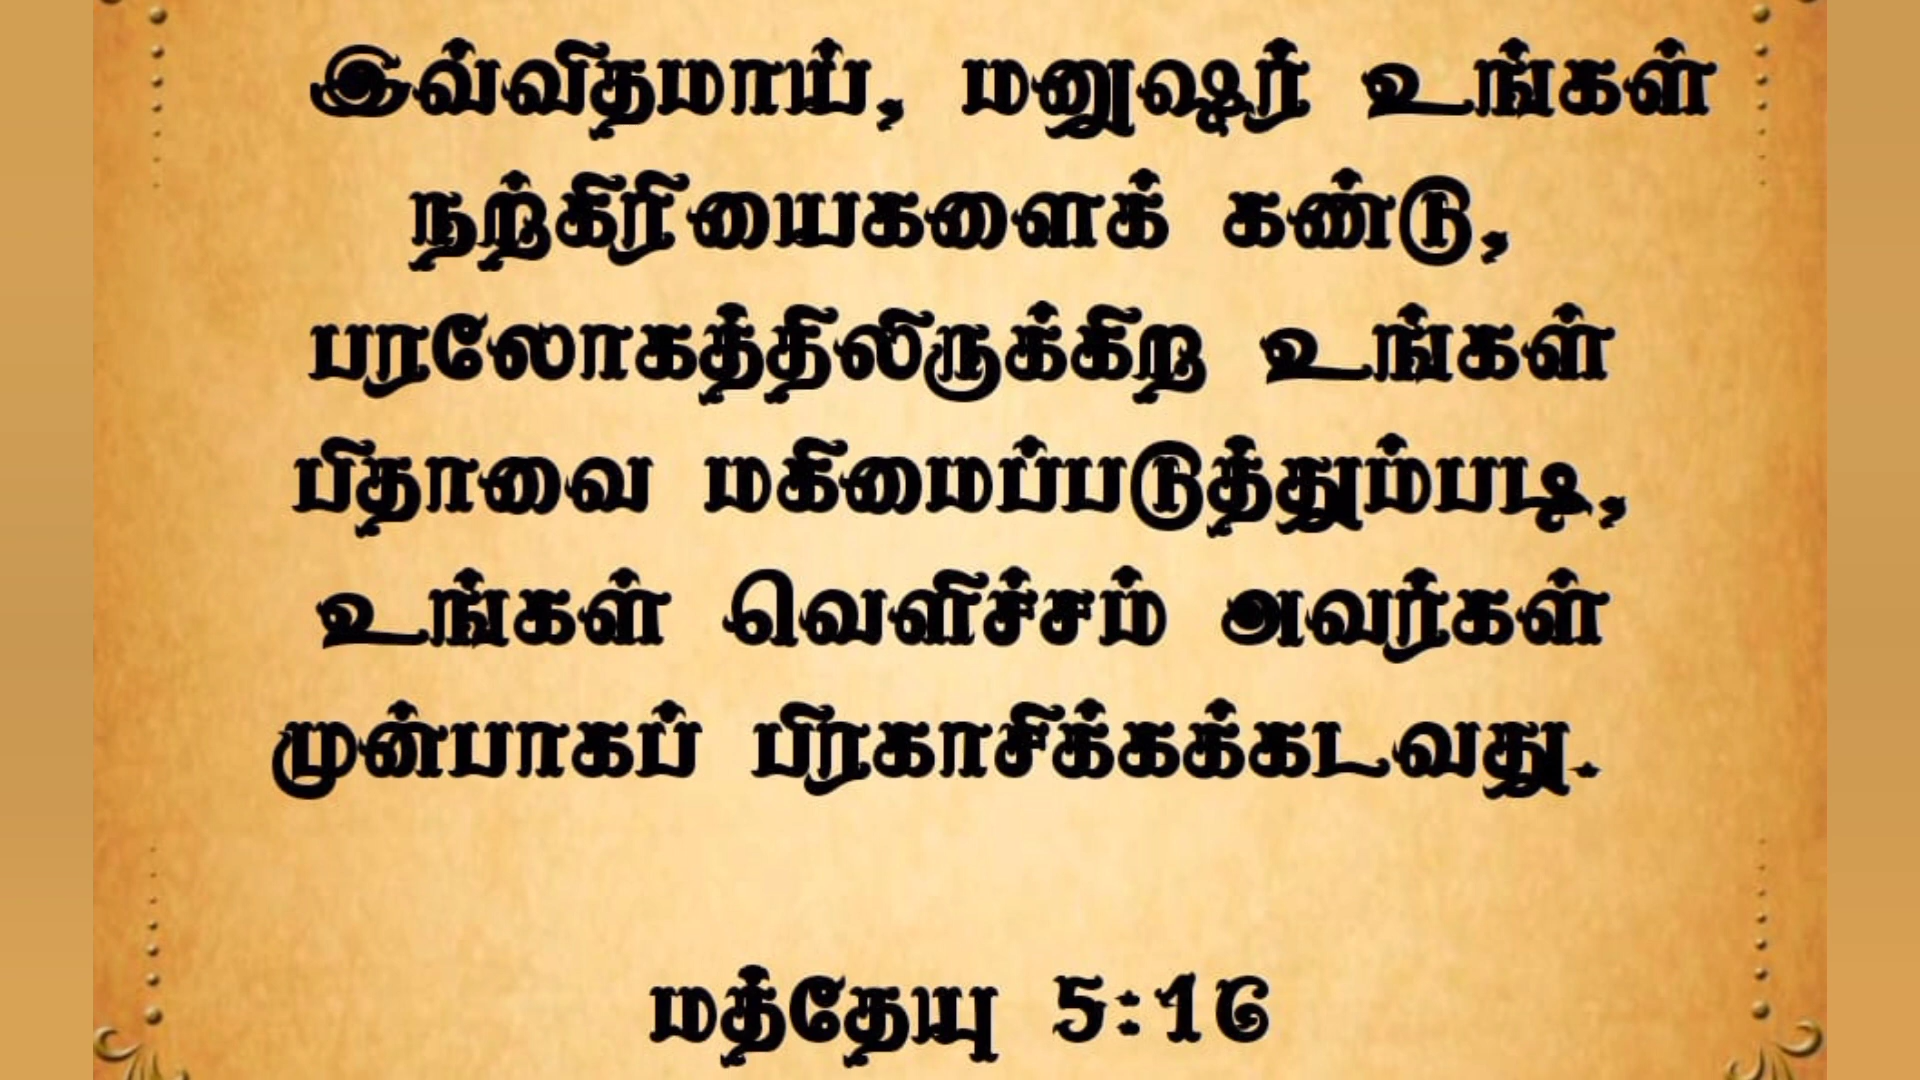 இவ்விதமாய், மனுஷர் உங்கள்
நற்கிரியைகளைக் கண்டு,
பரலோகத்திலிருக்கிற உங்கள்
பிதாவை மகிமைப்படுத்தும்படி,
உங்கள் வெளிச்சம் அவர்கள்
முன்பாகப் பிரகாசிக்கக்கடவது.
மத்தேயு 5:16